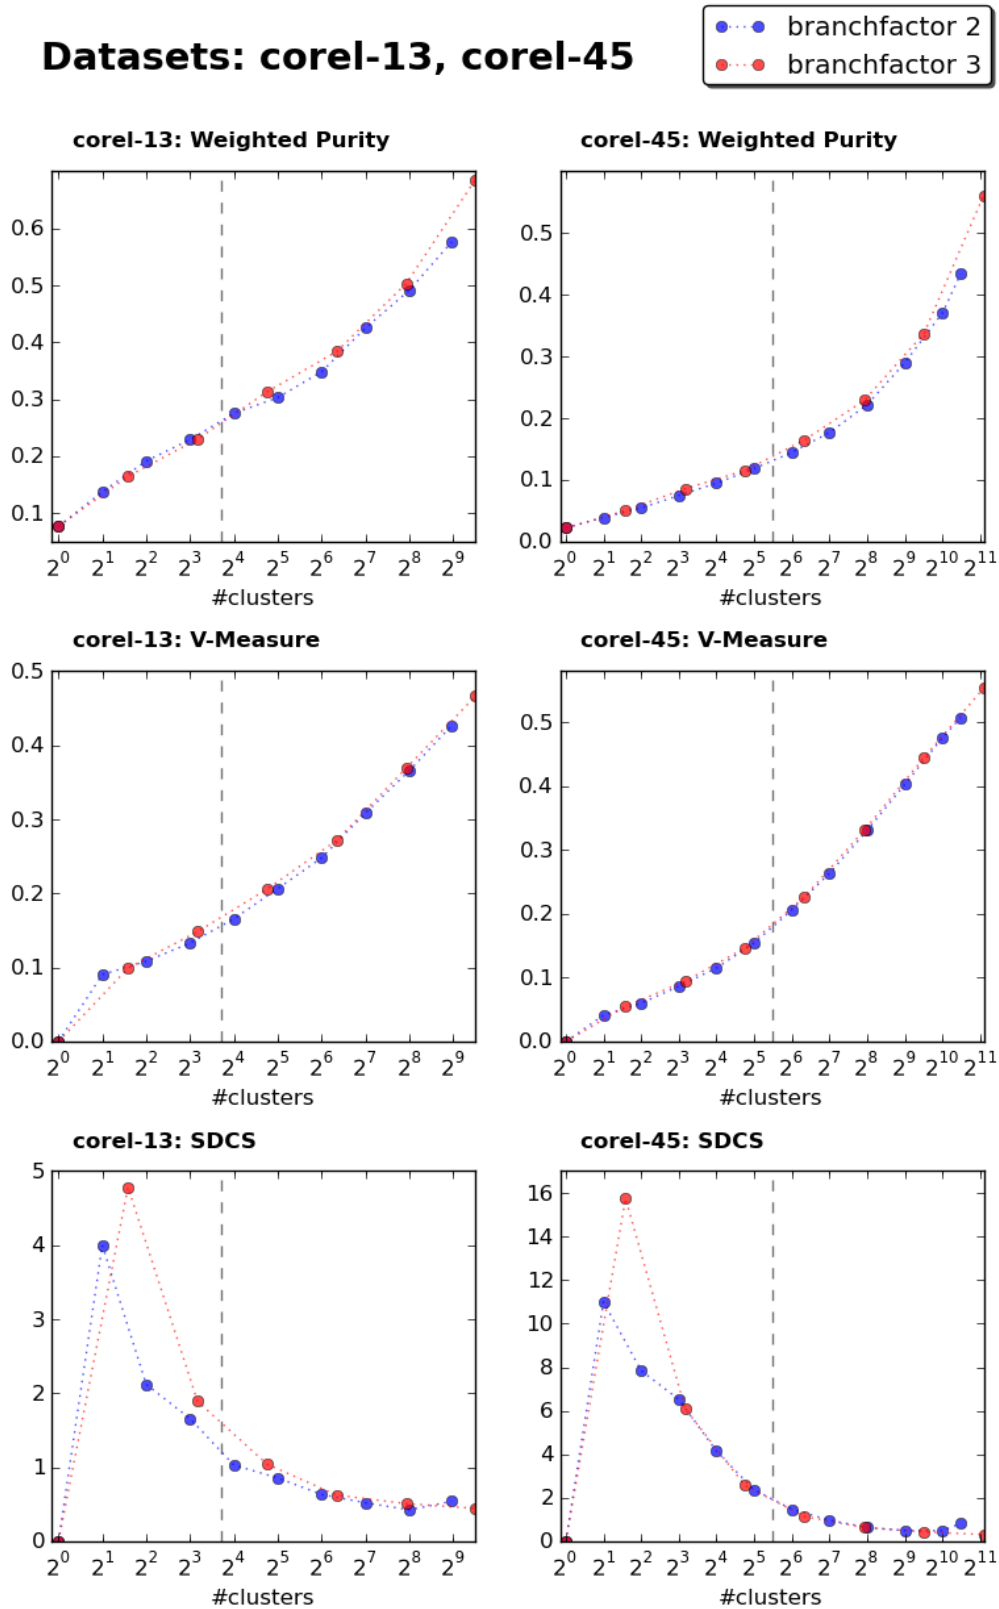 Datasets: corel-13, corel-45
branchfactor 2
branchfactor 3
corel-13: Weighted Purity
0.6
0.5
0.4
0.3
0.2
0.1
2^0 2^1 2^2 2^3 2^4 2^5 2^6 2^7 2^8 2^9
#clusters
corel-45: Weighted Purity
0.5
0.4
0.3
0.2
0.1
0.0
2^0 2^1 2^2 2^3 2^4 2^5 2^6 2^7 2^8 2^9 2^10 2^11
#clusters
corel-13: V-Measure
0.5
0.4
0.3
0.2
0.1
0.0
2^0 2^1 2^2 2^3 2^4 2^5 2^6 2^7 2^8 2^9
#clusters
corel-45: V-Measure
0.5
0.4
0.3
0.2
0.1
0.0
2^0 2^1 2^2 2^3 2^4 2^5 2^6 2^7 2^8 2^9 2^10 2^11
#clusters
corel-13: SDCS
5
4
3
2
1
0
2^0 2^1 2^2 2^3 2^4 2^5 2^6 2^7 2^8 2^9
#clusters
corel-45: SDCS
16
14
12
10
8
6
4
2
0
2^0 2^1 2^2 2^3 2^4 2^5 2^6 2^7 2^8 2^9 2^10 2^11
#clusters